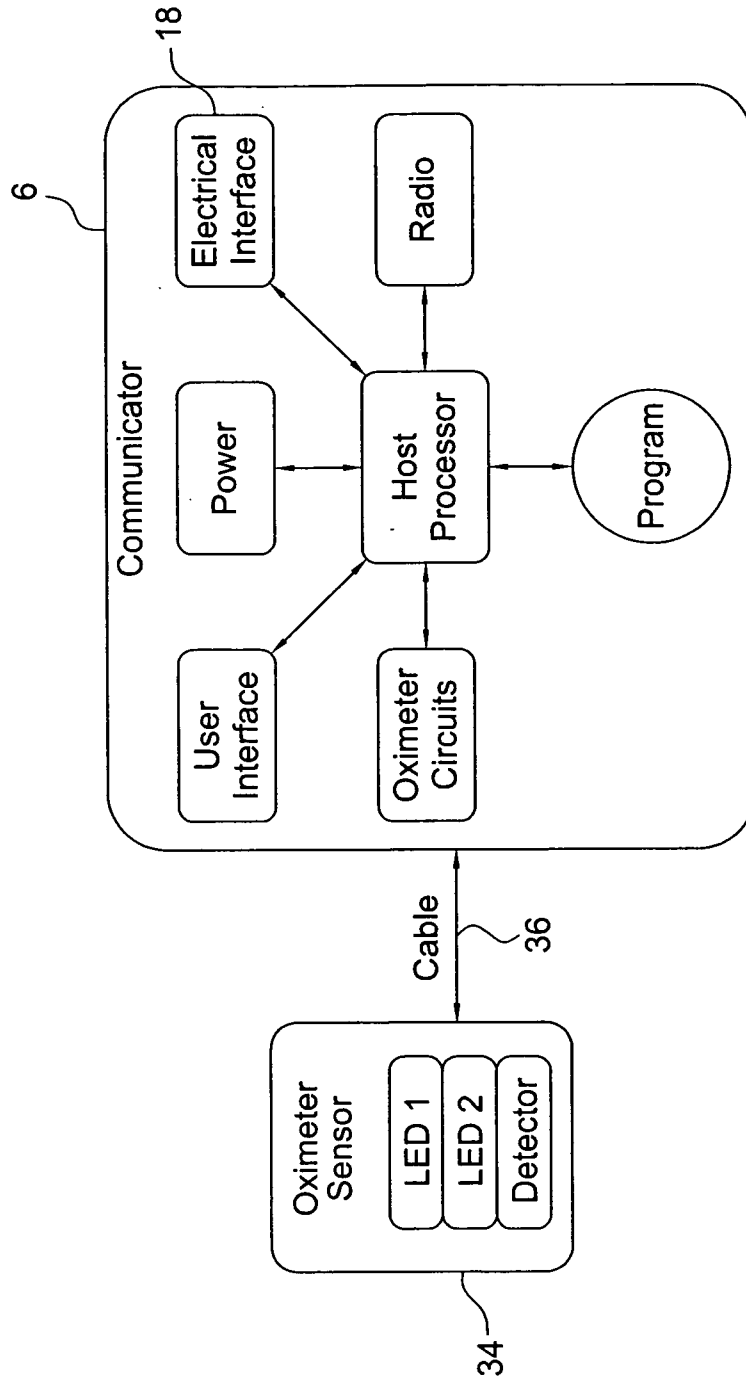 6
Communicator
18
User
Interface
Power
Electrical
Interface
Oximeter
Circuits
Host
Processor
Radio
Program
Cable
36
Oximeter
Sensor
LED 1
LED 2
Detector
34